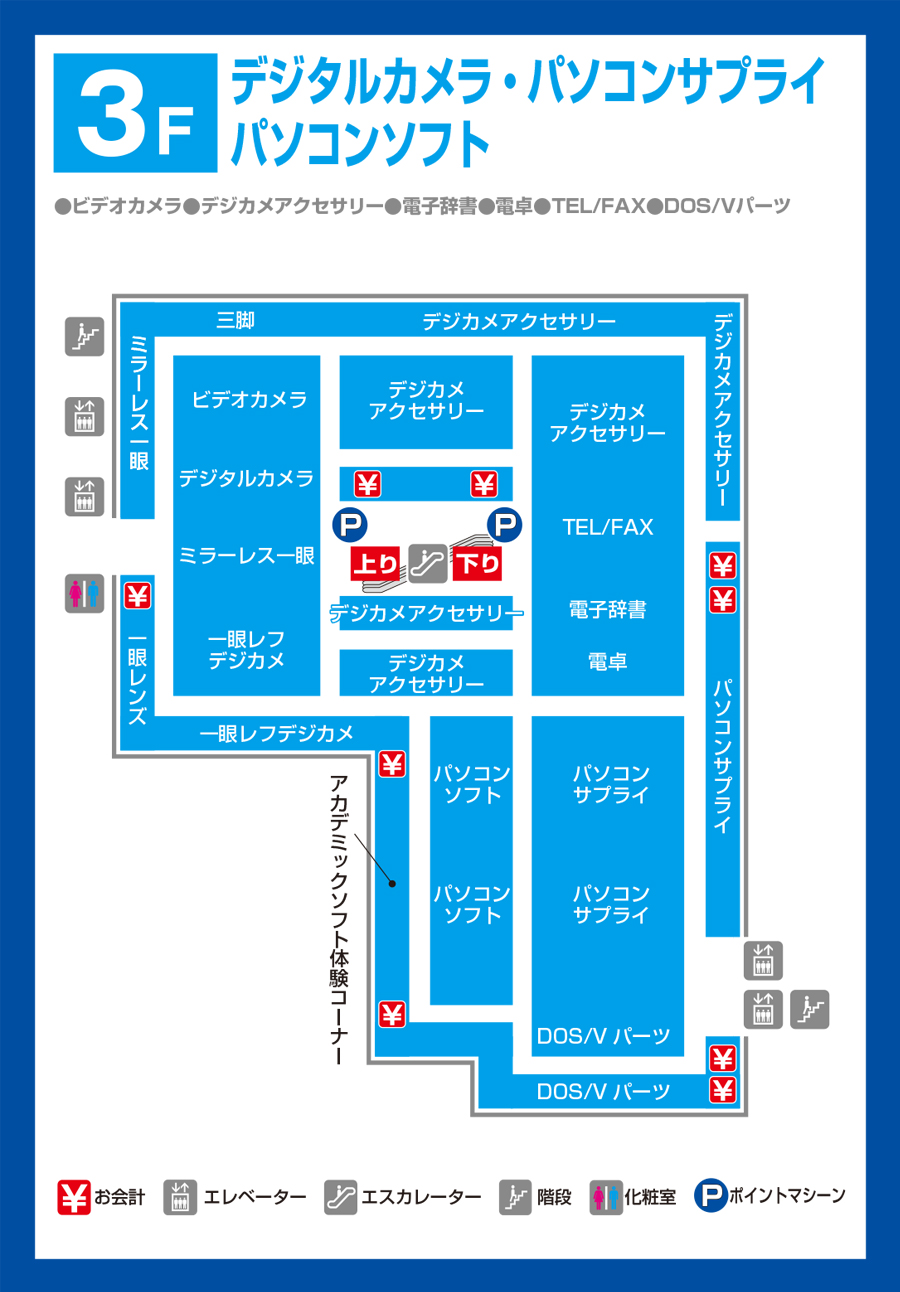 3F
デジタルカメラ・パソコンサプライ
パソコンソフト
●ビデオカメラ●デジカメアクセサリー●電子辞書●電卓●TEL/FAX●DOS/Vパーツ
三脚
デジカメアクセサリー
デジカメアクセサリー
ミラーレス一眼
ビデオカメラ
デジカメ
アクセサリー
デジカメ
アクセサリー
デジタルカメラ
¥
¥
P
P
TEL/FAX
ミラーレス一眼
上り
下り
¥
¥
¥
デジカメアクセサリー
電子辞書
一眼レフ
デジカメ
デジカメ
アクセサリー
電卓
一眼レンズ
パソコンサプライ
一眼レフデジカメ
¥
パソコン
ソフト
パソコン
サプライ
アカデミックソフト体験コーナー
パソコン
ソフト
パソコン
サプライ
¥
DOS/V パーツ
¥
DOS/V パーツ
¥
¥お会計
エレベーター
エスカレーター
階段
化粧室
Pポイントマシーン